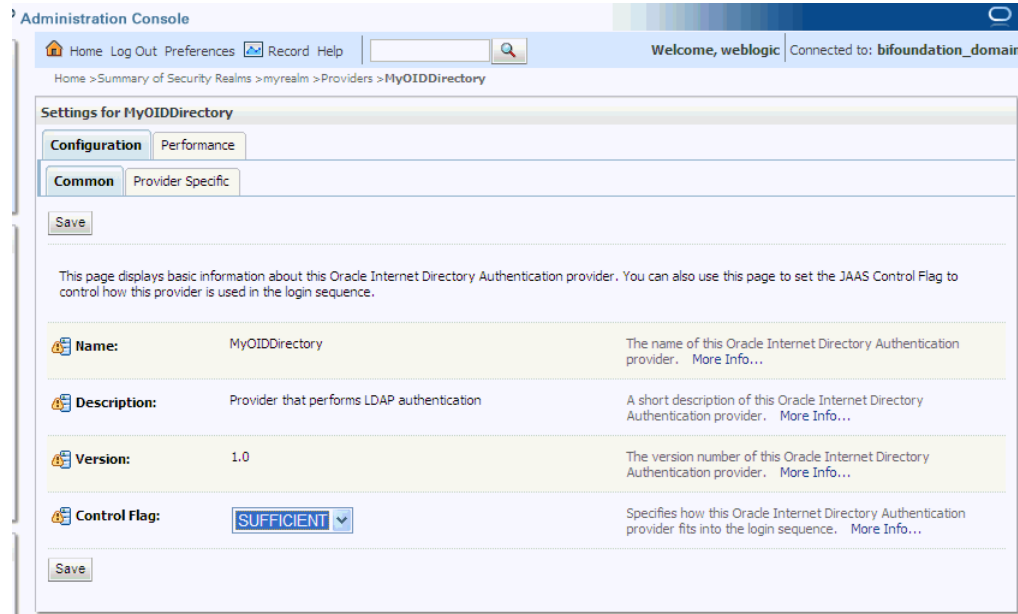 Administration Console
Home Log Out Preferences Record Help
Welcome, weblogic Connected to: bifoundation_domain
Home >Summary of Security Realms >myrealm >Providers >MyOIDDirectory
Settings for MyOIDDirectory
Configuration Performance
Common Provider Specific
Save
This page displays basic information about this Oracle Internet Directory Authentication provider. You can also use this page to set the JAAS Control Flag to
control how this provider is used in the login sequence.
Name: MyOIDDirectory The name of this Oracle Internet Directory Authentication
provider. More Info...
Description: Provider that performs LDAP authentication A short description of this Oracle Internet Directory
Authentication provider. More Info...
Version: 1.0 The version number of this Oracle Internet Directory
Authentication provider. More Info...
Control Flag: SUFFICIENT Specifies how this Oracle Internet Directory Authentication
provider fits into the login sequence. More Info...
Save